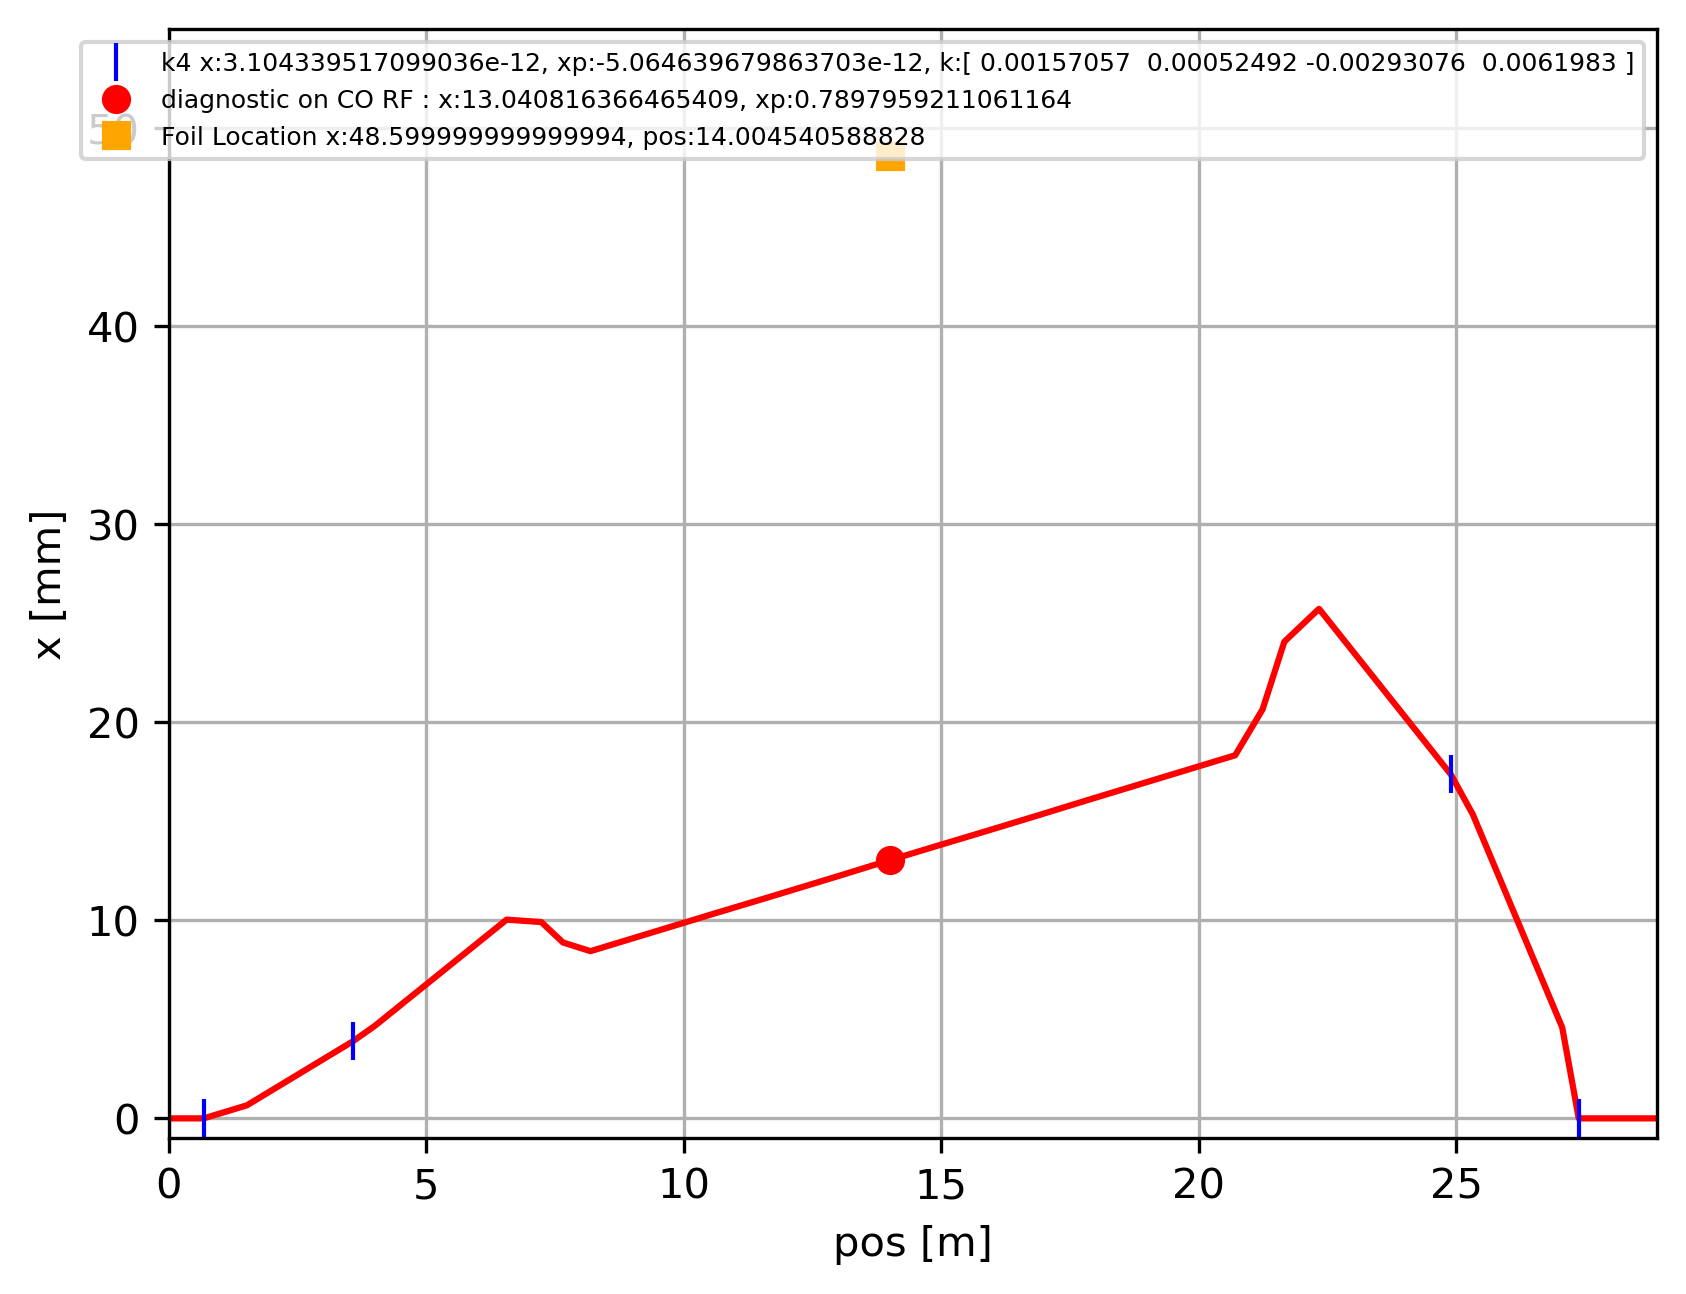 k4 x:3.104339517099036e-12, xp:-5.064639679863703e-12, k:[ 0.00157057  0.00052492 -0.00293076  0.0061983 ]
diagnostic on CO RF : x:13.040816366465409, xp:0.7897959211061164
Foil Location x:48.599999999999994, pos:14.004540588828
50
40
30
20
10
0
x [mm]
0 5 10 15 20 25
pos [m]